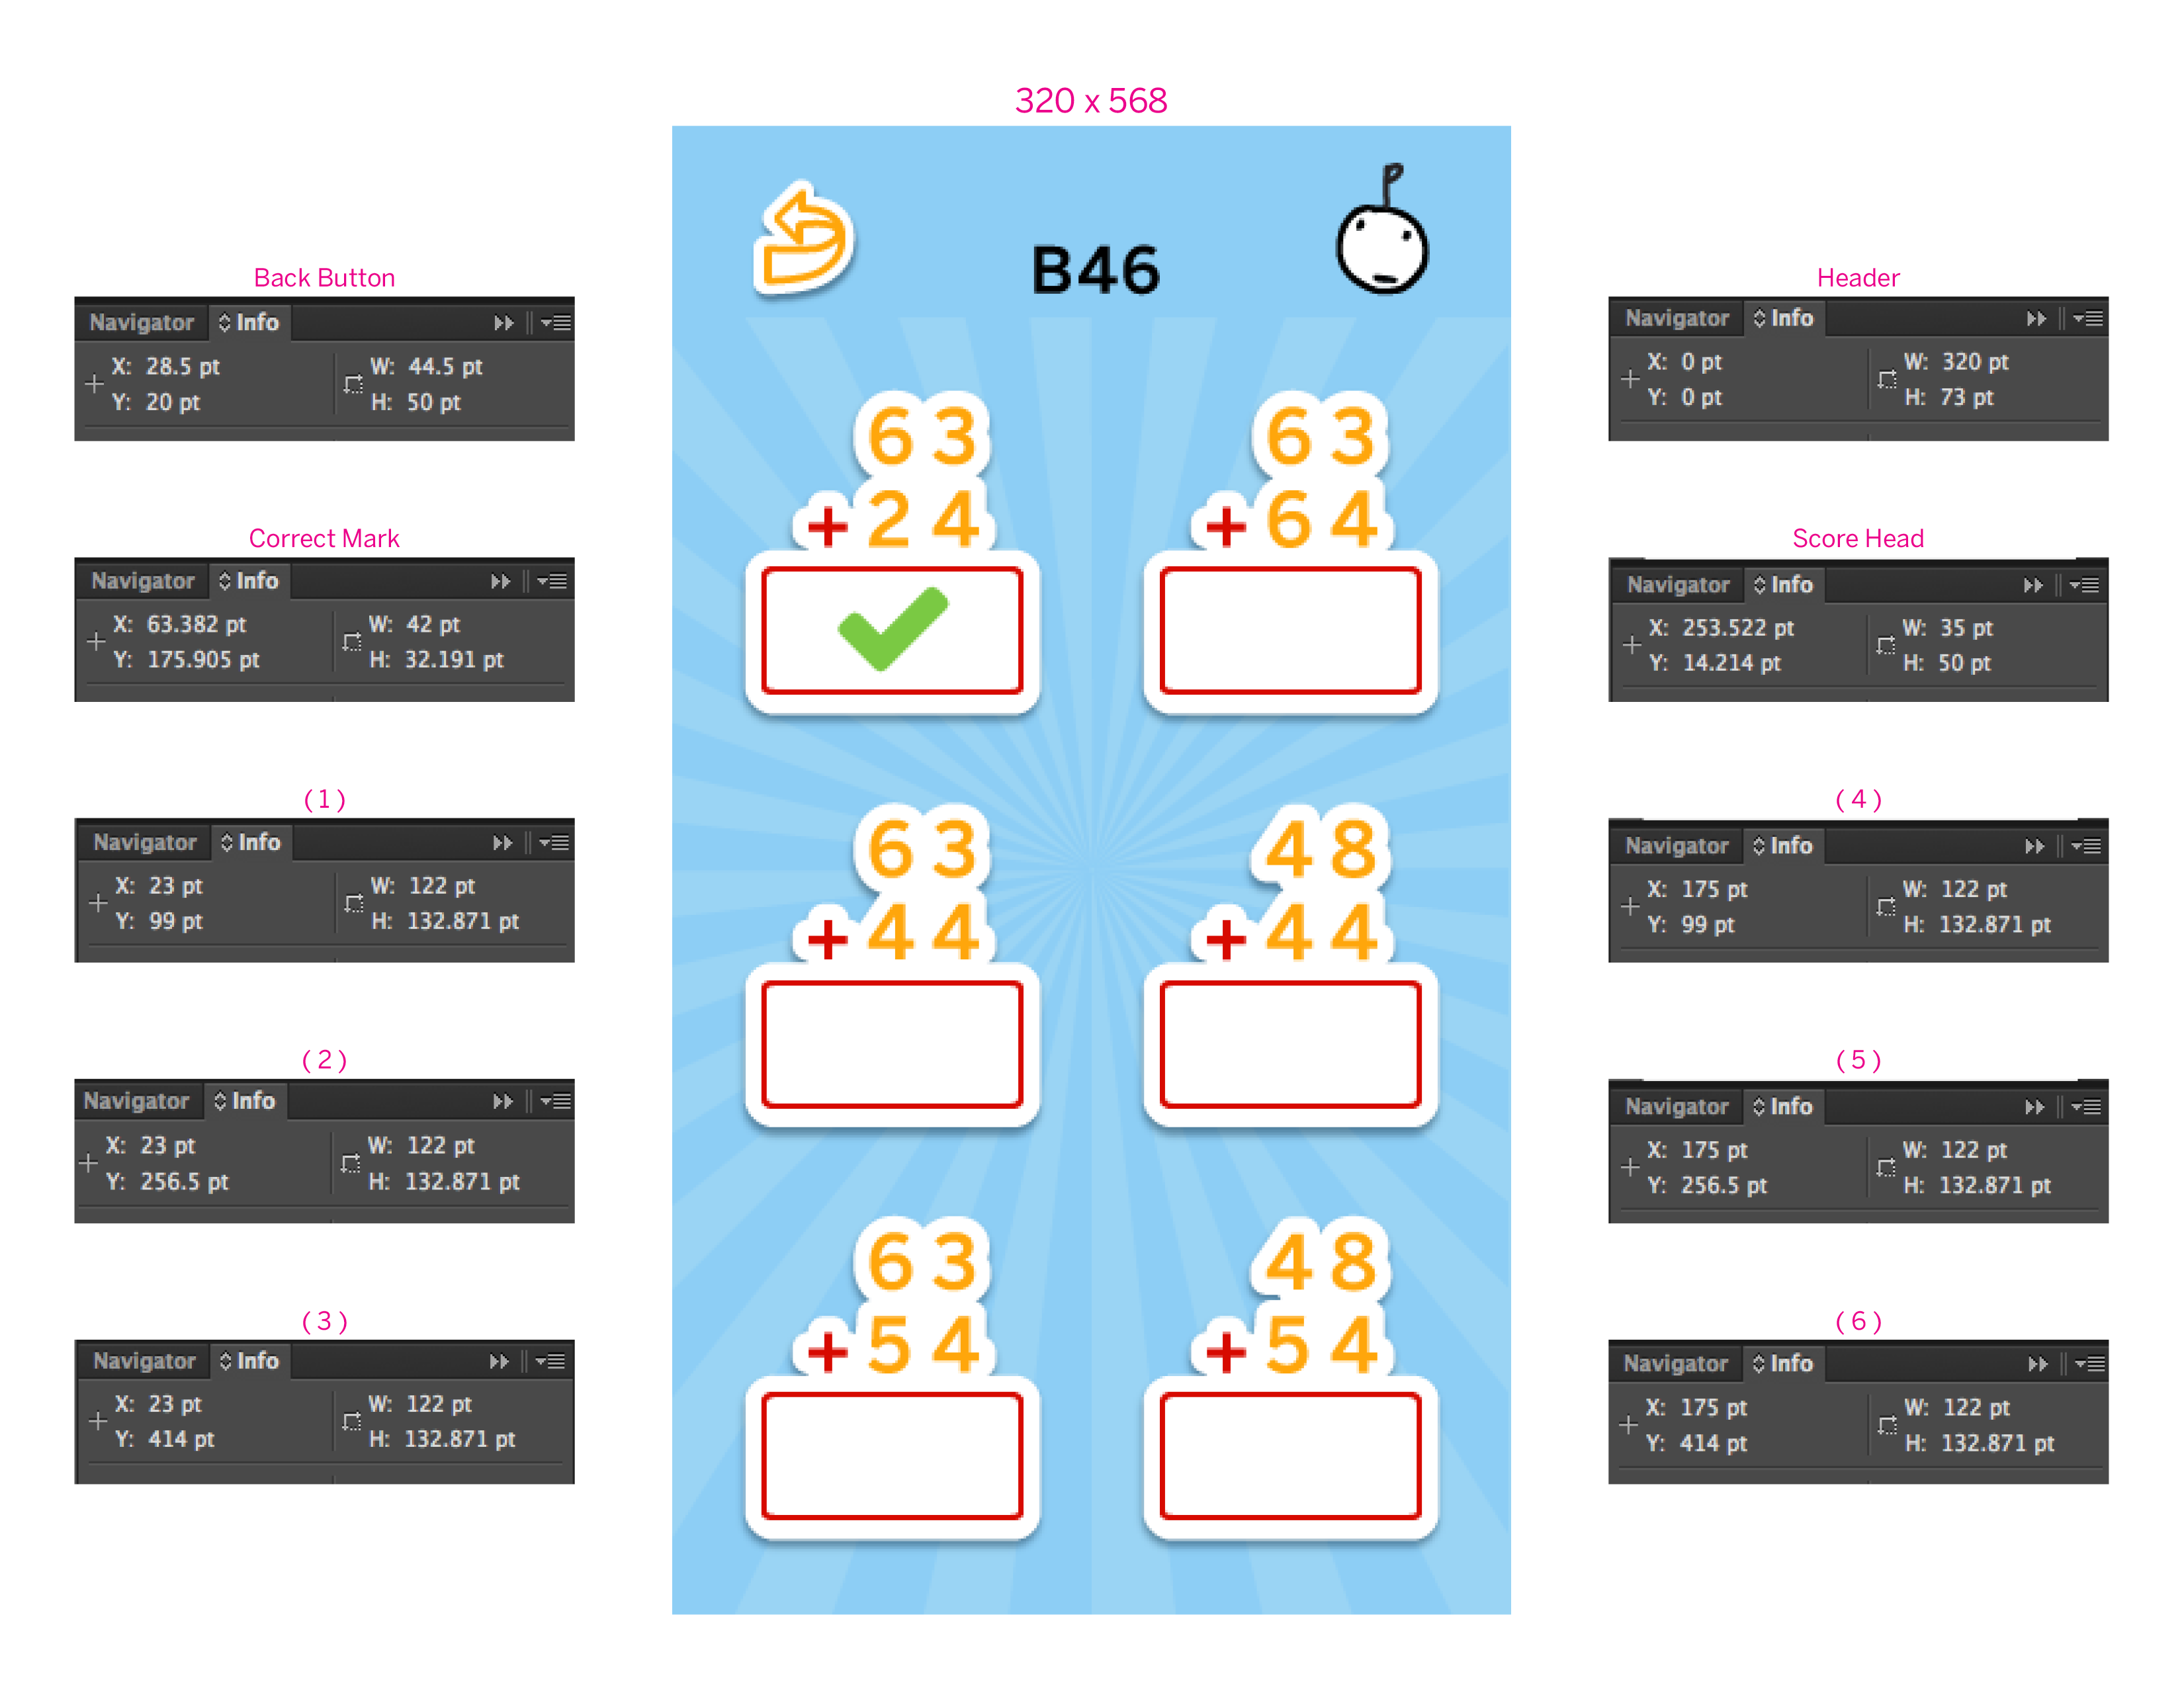 320 x 568
B46
63
+24
63
+64
63
+44
48
+44
63
+54
48
+54
Back Button
Navigator Info
X: 28.5 pt W: 44.5 pt
Y: 20 pt H: 50 pt
Correct Mark
Navigator Info
X: 63.382 pt W: 42 pt
Y: 175.905 pt H: 32.191 pt
(1)
Navigator Info
X: 23 pt W: 122 pt
Y: 99 pt H: 132.871 pt
(2)
Navigator Info
X: 23 pt W: 122 pt
Y: 256.5 pt H: 132.871 pt
(3)
Navigator Info
X: 23 pt W: 122 pt
Y: 414 pt H: 132.871 pt
Header
Navigator Info
X: 0 pt W: 320 pt
Y: 0 pt H: 73 pt
Score Head
Navigator Info
X: 253.522 pt W: 35 pt
Y: 14.214 pt H: 50 pt
(4)
Navigator Info
X: 175 pt W: 122 pt
Y: 99 pt H: 132.871 pt
(5)
Navigator Info
X: 175 pt W: 122 pt
Y: 256.5 pt H: 132.871 pt
(6)
Navigator Info
X: 175 pt W: 122 pt
Y: 414 pt H: 132.871 pt